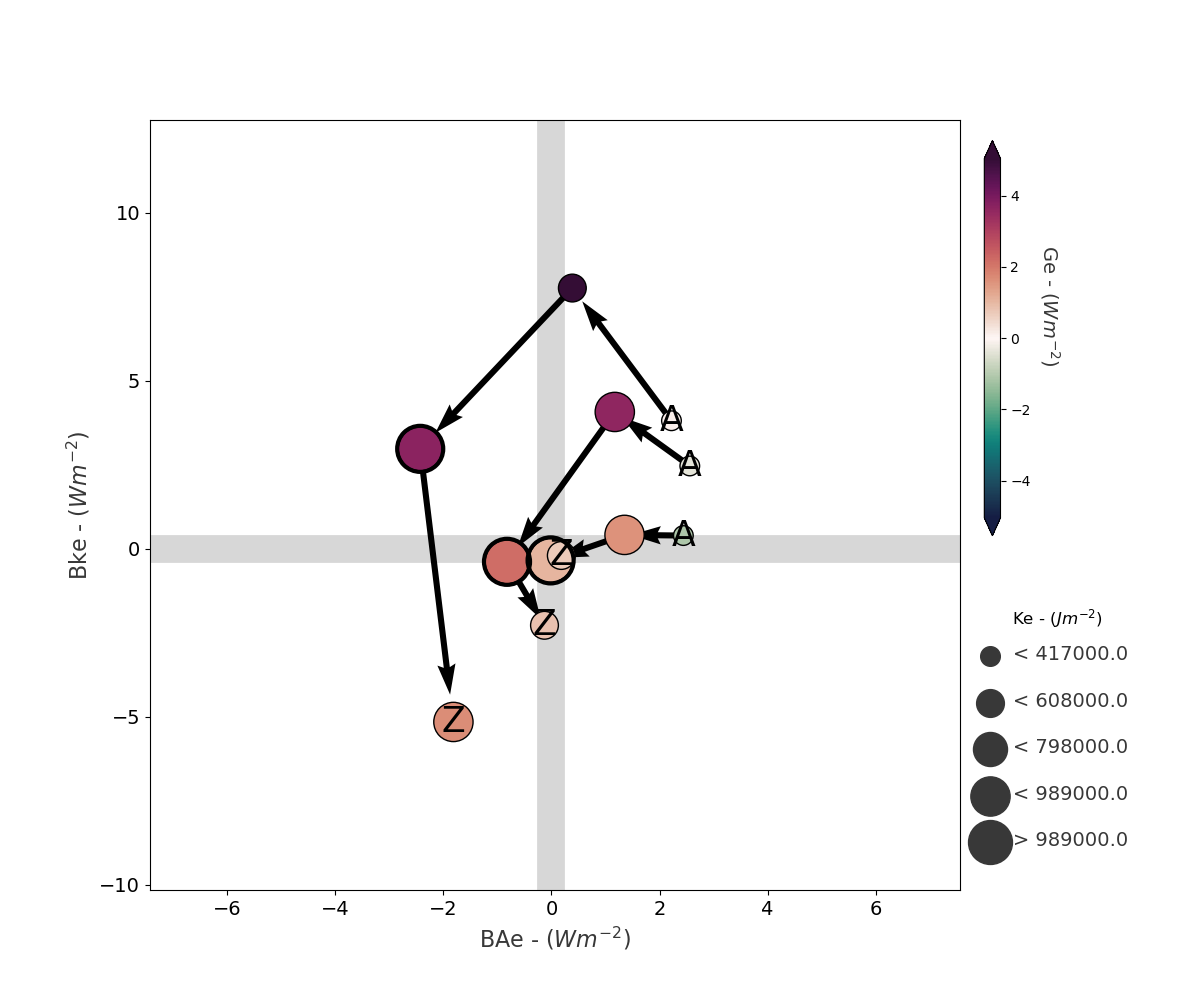 10
5
0
−5
−10
−6
−4
−2
0
2
4
6
Bke - (Wm⁻²)
BAe - (Wm⁻²)
A
A
A
Z
Z
Z
4
2
0
−2
−4
Ge - (Wm⁻²)
Ke - (Jm⁻²)
< 417000.0
< 608000.0
< 798000.0
< 989000.0
> 989000.0